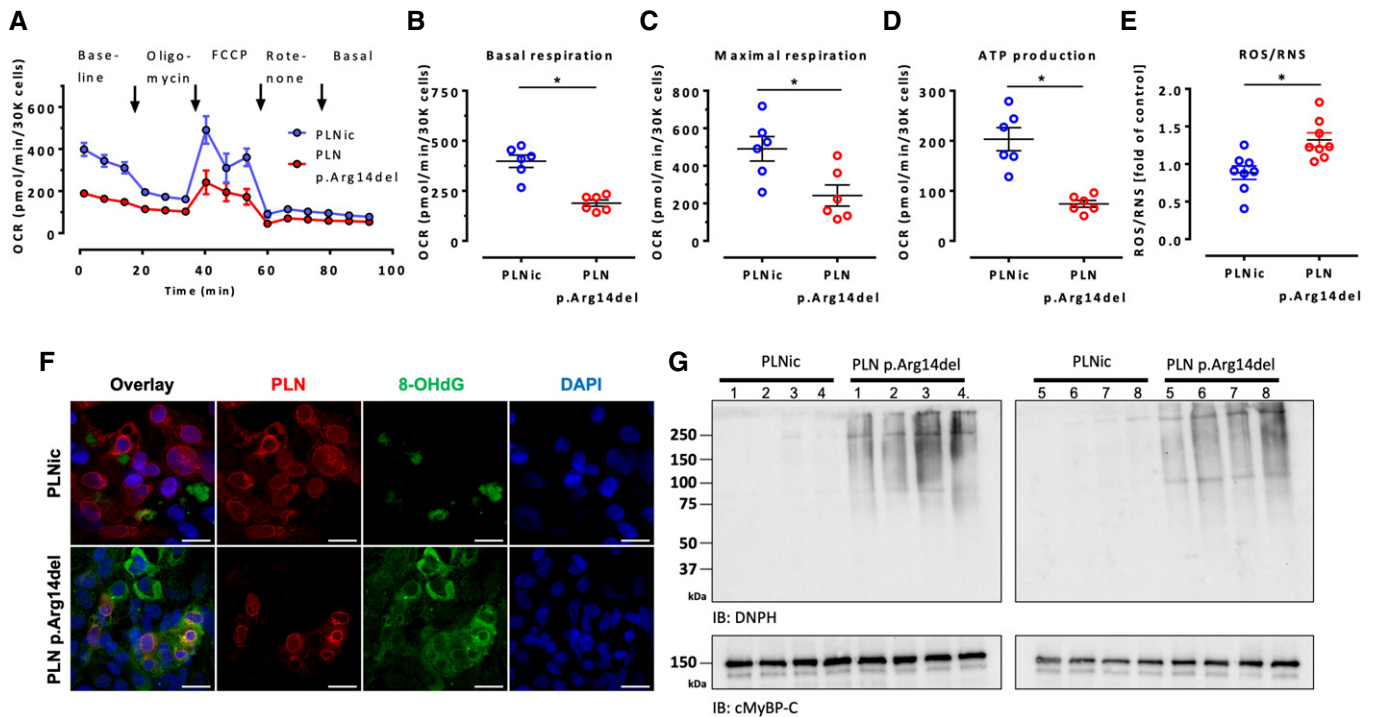 A
Base-
line
Oligo-
mycin
FCCP
Rote-
none
Basal
OCR (pmol/min/30K cells)
600
400
200
0
PLNic
PLN
p.Arg14del
0 20 40 60 80 100
Time (min)
B
Basal respiration
*
OCR (pmol/min/30K cells)
750
500
250
0
PLNic
PLN
p.Arg14del
C
Maximal respiration
*
OCR (pmol/min/30K cells)
800
600
400
200
0
PLNic
PLN
p.Arg14del
D
ATP production
*
OCR (pmol/min/30K cells)
300
200
100
0
PLNic
PLN
p.Arg14del
E
ROS/RNS
*
ROS/RNS [fold of control]
2.0
1.5
1.0
0.5
0.0
PLNic
PLN
p.Arg14del
F
Overlay PLN 8-OHdG DAPI
PLNic
PLN p.Arg14del
G
PLNic PLN p.Arg14del
1 2 3 4 1 2 3 4.
PLNic PLN p.Arg14del
5 6 7 8 5 6 7 8
250
150
100
75
50
37
kDa
IB: DNPH
150
kDa
IB: cMyBP-C